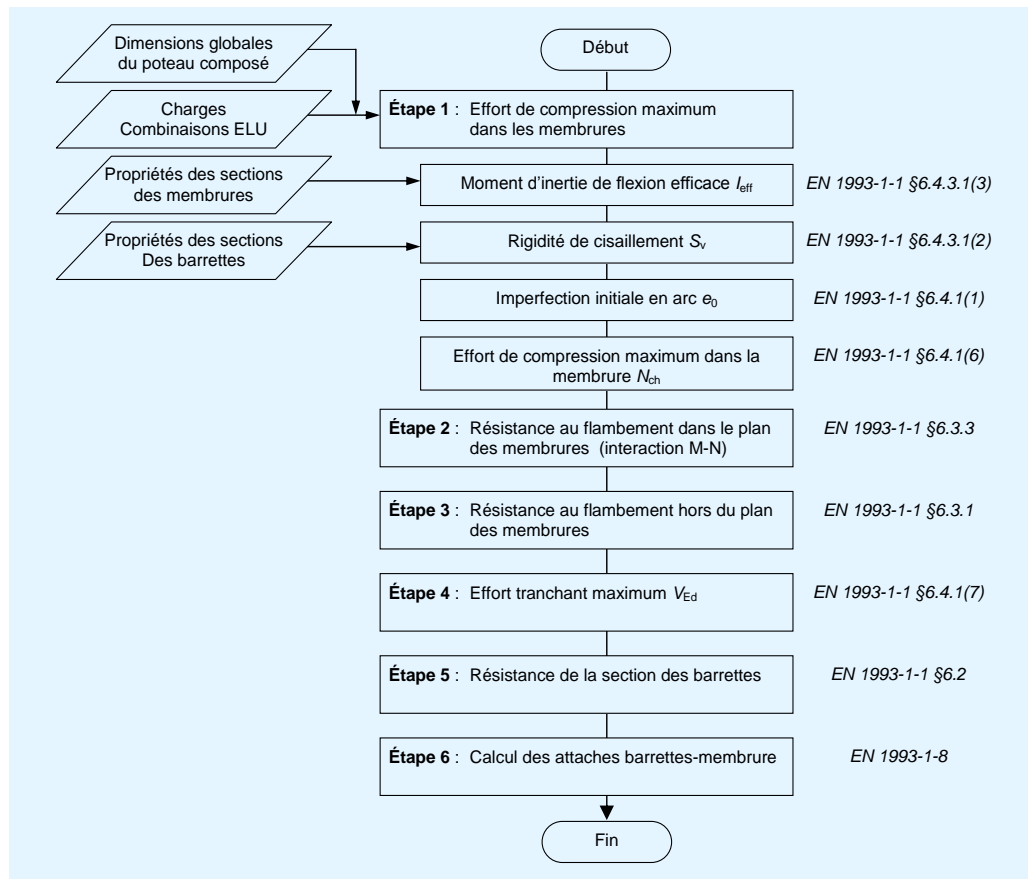 Dimensions globales
du poteau composé
Début
Charges
Combinaisons ELU
Étape 1 : Effort de compression maximum
dans les membrures
Propriétés des sections
des membrures
Moment d'inertie de flexion efficace Ieff
EN 1993-1-1 §6.4.3.1(3)
Propriétés des sections
Des barrettes
Rigidité de cisaillement Sv
EN 1993-1-1 §6.4.3.1(2)
Imperfection initiale en arc e0
EN 1993-1-1 §6.4.1(1)
Effort de compression maximum dans la
membrure Nch
EN 1993-1-1 §6.4.1(6)
Étape 2 : Résistance au flambement dans le plan
des membrures (interaction M-N)
EN 1993-1-1 §6.3.3
Étape 3 : Résistance au flambement hors du plan
des membrures
EN 1993-1-1 §6.3.1
Étape 4 : Effort tranchant maximum VEd
EN 1993-1-1 §6.4.1(7)
Étape 5 : Résistance de la section des barrettes
EN 1993-1-1 §6.2
Étape 6 : Calcul des attaches barrettes-membrure
EN 1993-1-8
Fin